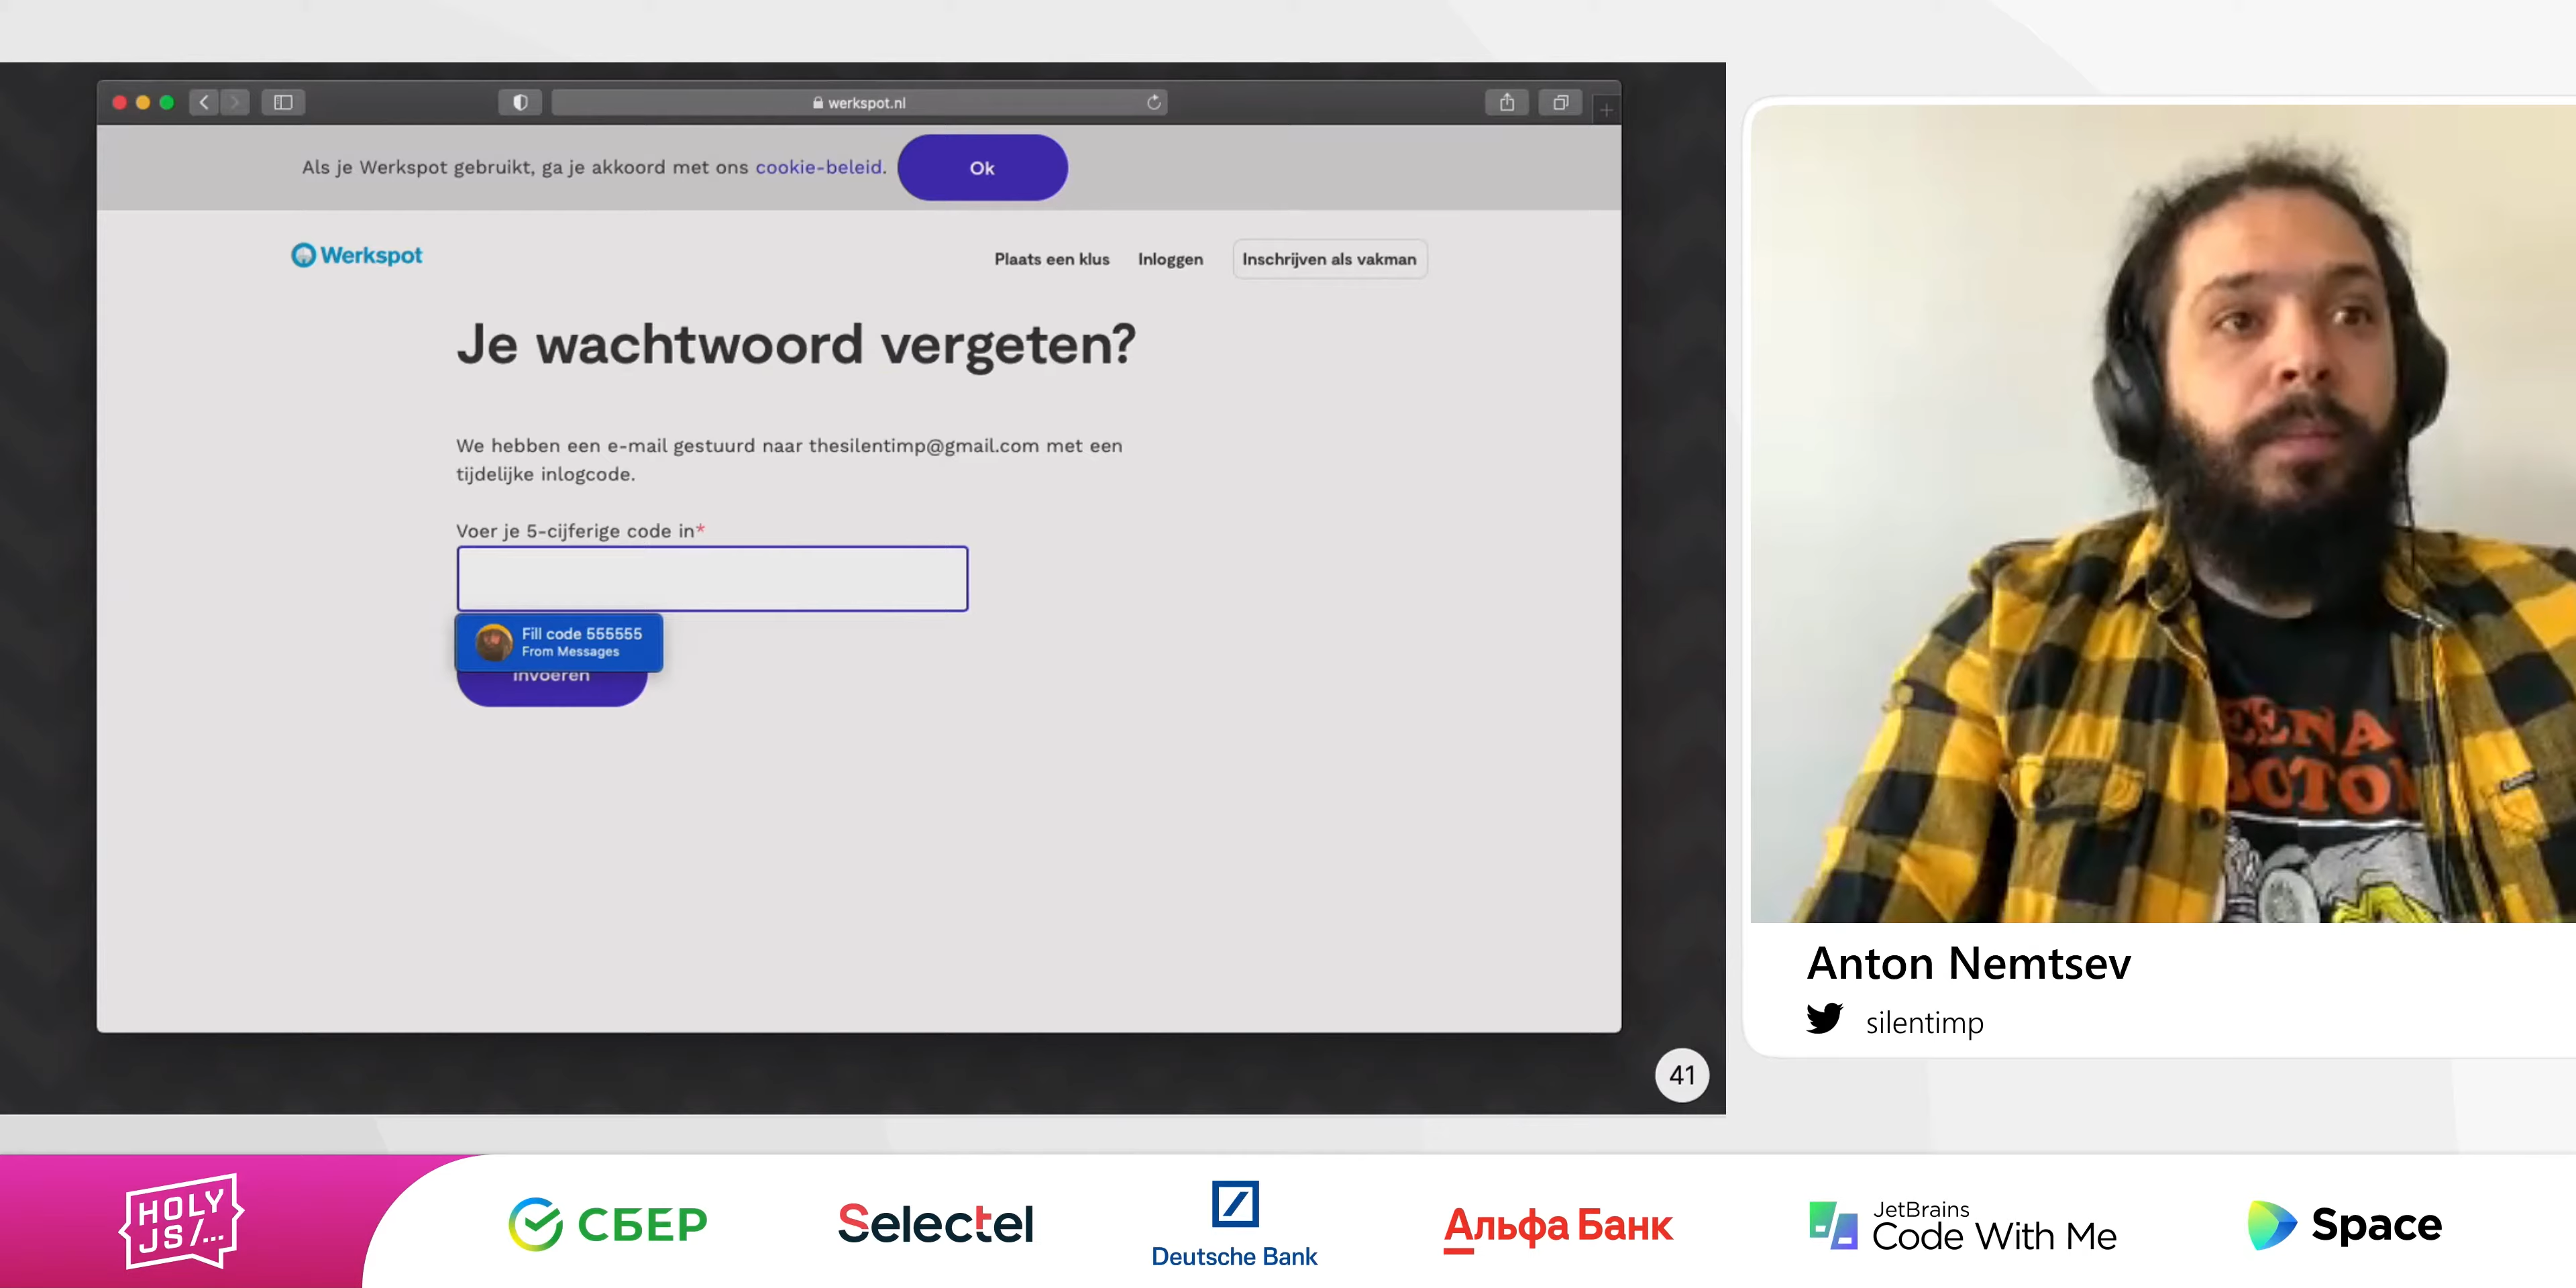 werkspot.nl
Als je Werkspot gebruikt, ga je akkoord met ons cookie-beleid.
Ok
Werkspot
Plaats een klus
Inloggen
Inschrijven als vakman
Je wachtwoord vergeten?
We hebben een e-mail gestuurd naar thesilentimp@gmail.com met een
tijdelijke inlogcode.
Voer je 5-cijferige code in*
Fill code 555555
From Messages
Invoeren
41
Anton Nemtsev
silentimp
HOLY
JS/...
СБЕР
Selectel
Deutsche Bank
Альфа Банк
JetBrains
Code With Me
Space